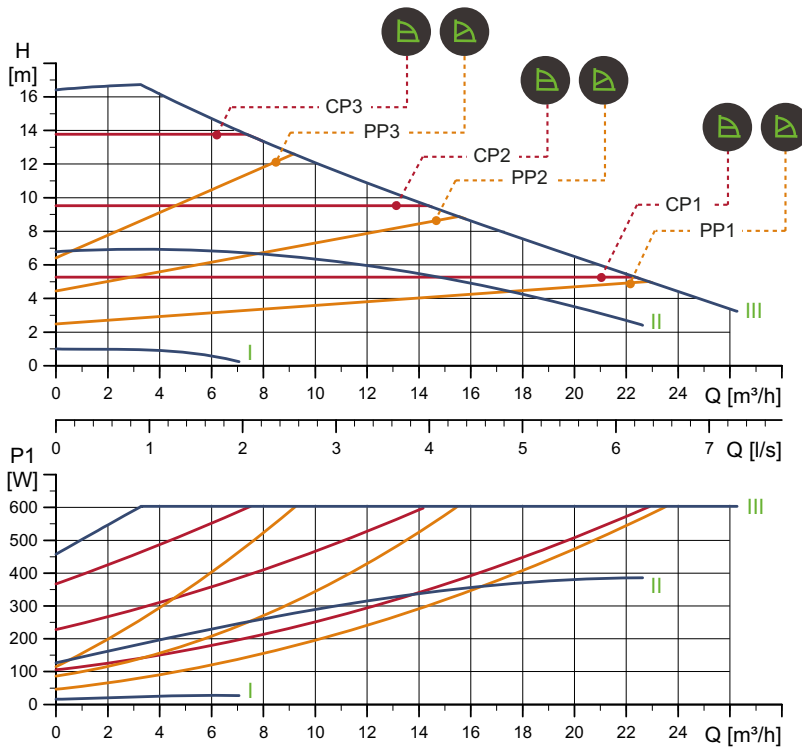 H
[m]
16
14
12
10
8
6
4
2
0
CP3
PP3
CP2
PP2
CP1
PP1
I
II
III
0 2 4 6 8 10 12 14 16 18 20 22 24 Q [m³/h]
0 1 2 3 4 5 6 7 Q [l/s]
P1
[W]
600
500
400
300
200
100
0
III
II
I
0 2 4 6 8 10 12 14 16 18 20 22 24 Q [m³/h]